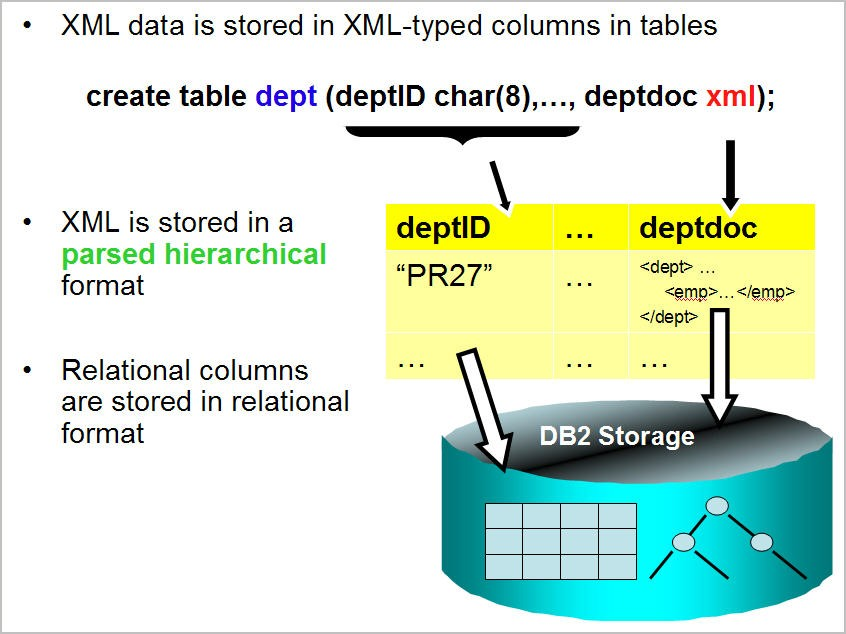 • XML data is stored in XML-typed columns in tables
create table dept (deptID char(8),…, deptdoc xml);
• XML is stored in a
parsed hierarchical
format
• Relational columns
are stored in relational
format
deptID … deptdoc
“PR27” … <dept> …
<emp>…</emp>
</dept>
… … …
DB2 Storage